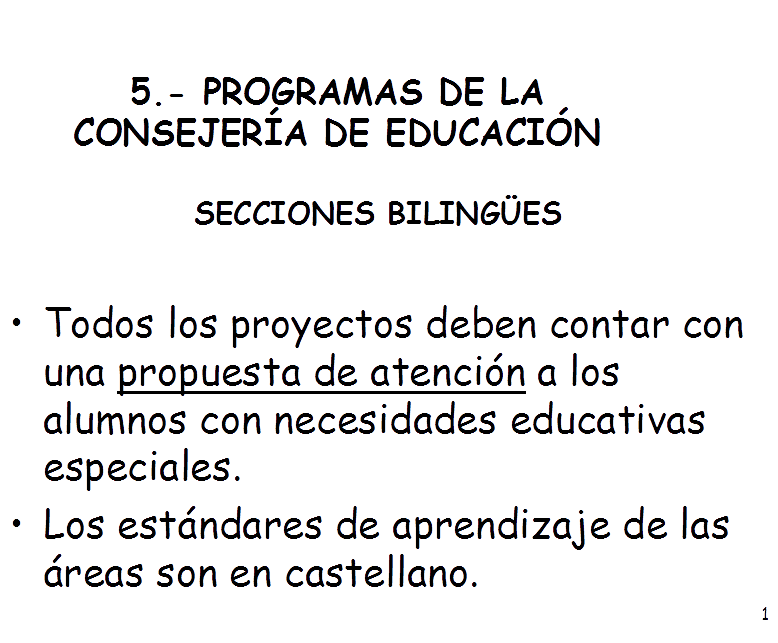 5.- PROGRAMAS DE LA
CONSEJERÍA DE EDUCACIÓN
SECCIONES BILINGÜES
• Todos los proyectos deben contar con
una propuesta de atención a los
alumnos con necesidades educativas
especiales.
• Los estándares de aprendizaje de las
áreas son en castellano.
1